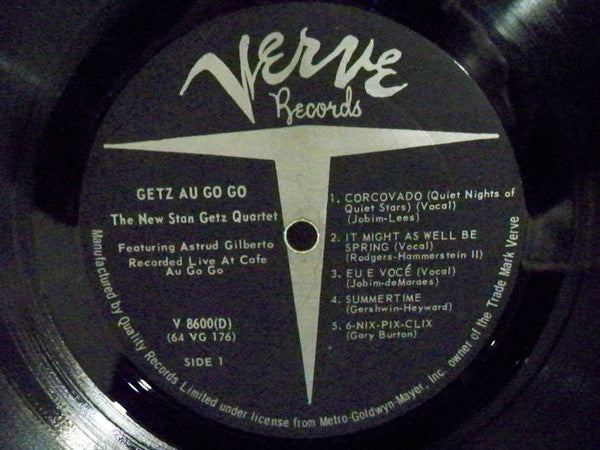 Verve
Records
GETZ AU GO GO
The New Stan Getz Quartet
Featuring Astrud Gilberto
Recorded Live At Cafe
Au Go Go
V 8600(D)
(64 VG 176)
SIDE 1
1. CORCOVADO (Quiet Nights of
Quiet Stars) (Vocal)
(Jobim-Lees)
2. IT MIGHT AS WELL BE
SPRING (Vocal)
(Rodgers-Hammerstein II)
3. EU E VOCÉ (Vocal)
(Jobim-deMaraes)
4. SUMMERTIME
(Gershwin-Heyward)
5. 6-NIX-PIX-CLIX
(Gary Burton)
Manufactured by Quality Records Limited under license from Metro-Goldwyn-Mayer, Inc. owner of the Trade Mark Verve